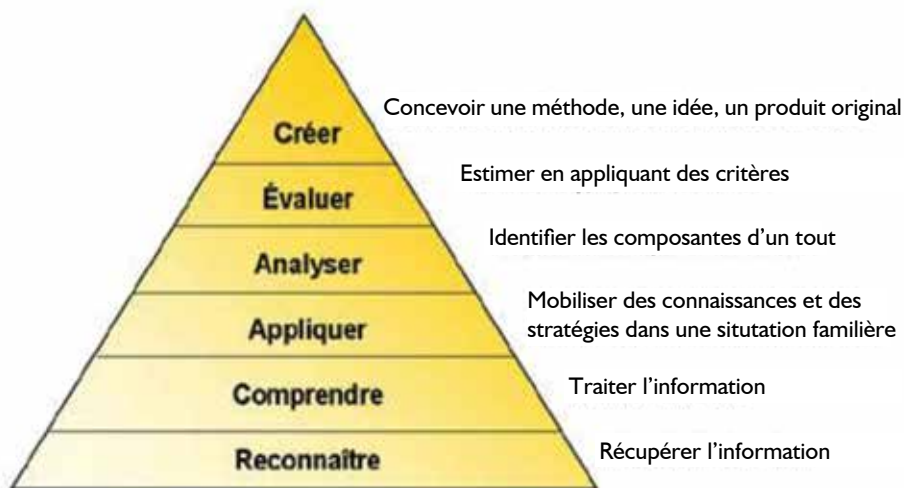 Créer
Concevoir une méthode, une idée, un produit original
Évaluer
Estimer en appliquant des critères
Analyser
Identifier les composantes d’un tout
Appliquer
Mobiliser des connaissances et des
stratégies dans une situtation familière
Comprendre
Traiter l’information
Reconnaître
Récupérer l’information